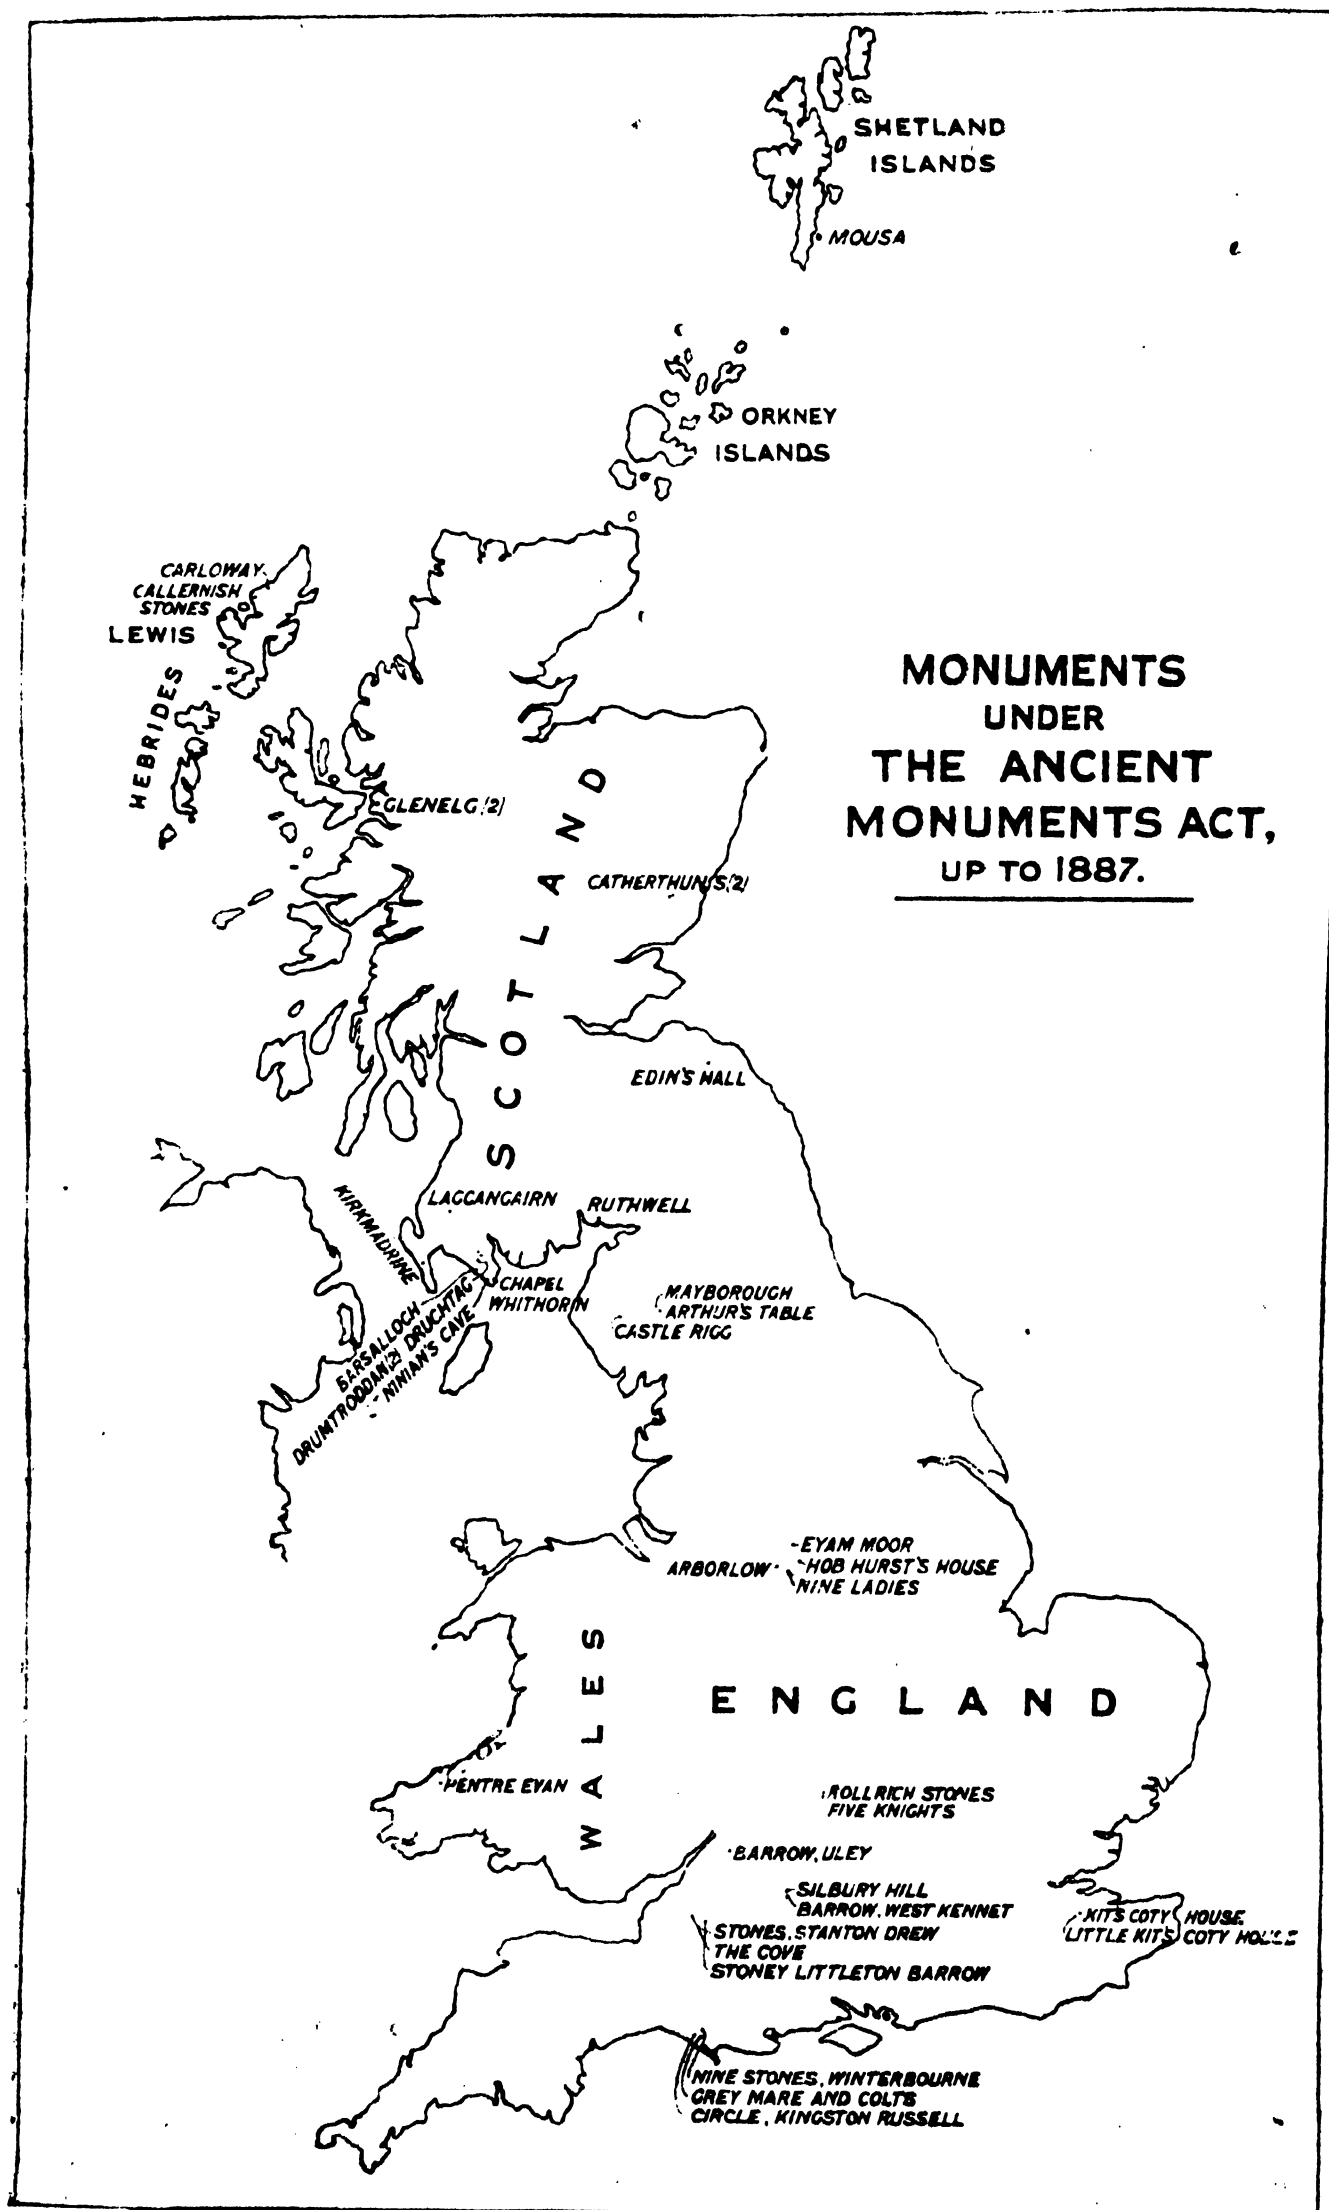 SHETLAND
ISLANDS
MOUSA
ORKNEY
ISLANDS
CARLOWAY
CALLERNISH
STONES
LEWIS
HEBRIDES
MONUMENTS
UNDER
THE ANCIENT
MONUMENTS ACT,
UP TO 1887.
GLENELG (2)
SCOTLAND
CATHERTHUN'S (2)
EDIN'S HALL
LAGGANGAIRN
RUTHWELL
KIRKMADRINE
CHAPEL
WHITHORN
BARSALLOCH
DRUMTRODDAN (2) DRUCHTAG
NINIAN'S CAVE
MAYBOROUGH
ARTHUR'S TABLE
CASTLE RIGG
EYAM MOOR
ARBORLOW
HOB HURST'S HOUSE
NINE LADIES
WALES
ENGLAND
PENTRE EVAN
ROLLRICH STONES
FIVE KNIGHTS
BARROW, ULEY
SILBURY HILL
BARROW, WEST KENNET
KITS COTY HOUSE
LITTLE KITS COTY HOUSE
STONES, STANTON DREW
THE COVE
STONEY LITTLETON BARROW
NINE STONES, WINTERBOURNE
GREY MARE AND COLTS
CIRCLE, KINGSTON RUSSELL